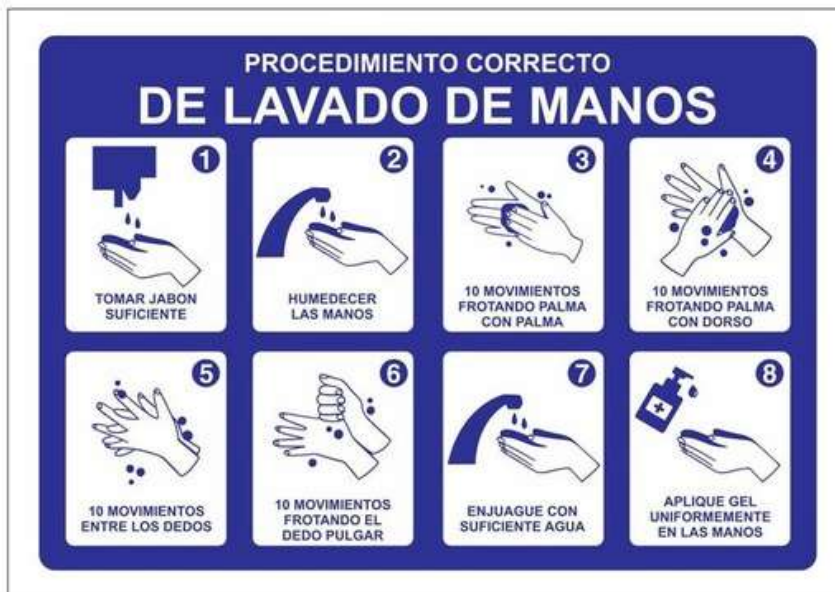 PROCEDIMIENTO CORRECTO
DE LAVADO DE MANOS
1
TOMAR JABON
SUFICIENTE
2
HUMEDECER
LAS MANOS
3
10 MOVIMIENTOS
FROTANDO PALMA
CON PALMA
4
10 MOVIMIENTOS
FROTANDO PALMA
CON DORSO
5
10 MOVIMIENTOS
ENTRE LOS DEDOS
6
10 MOVIMIENTOS
FROTANDO EL
DEDO PULGAR
7
ENJUAGUE CON
SUFICIENTE AGUA
8
APLIQUE GEL
UNIFORMEMENTE
EN LAS MANOS